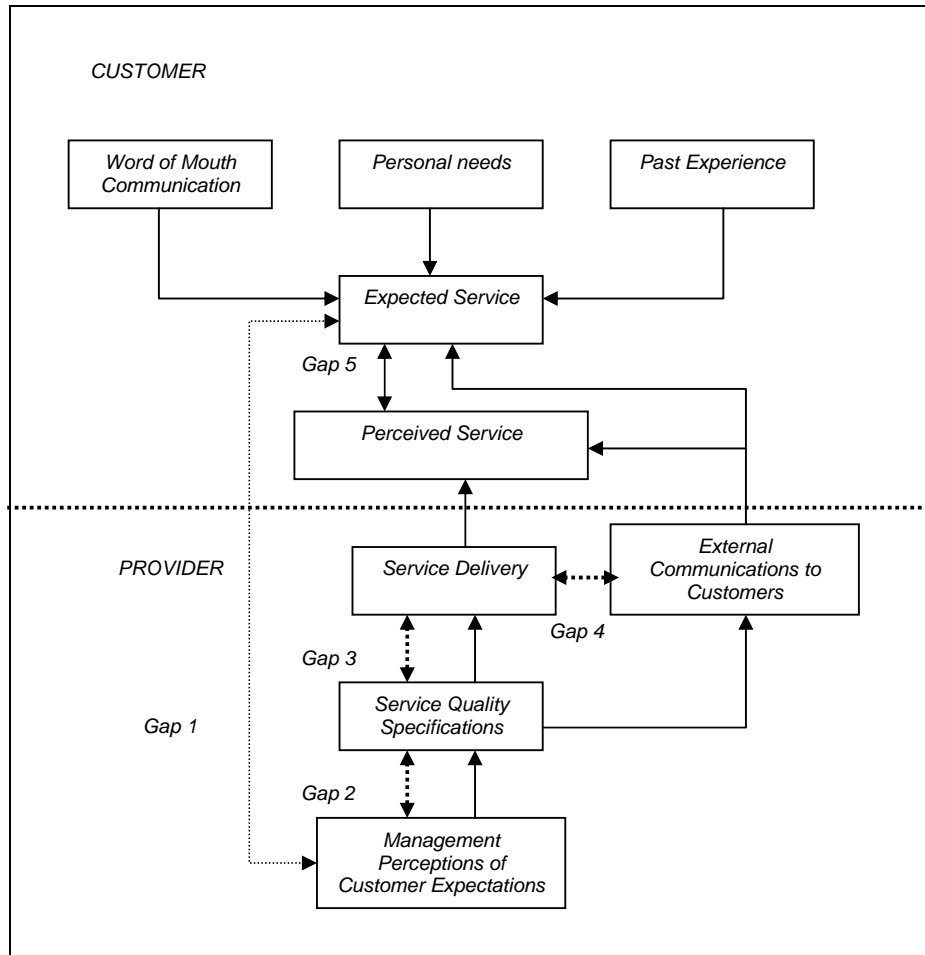 CUSTOMER
Word of Mouth
Communication
Personal needs
Past Experience
Expected Service
Gap 5
Perceived Service
PROVIDER
Service Delivery
External
Communications to
Customers
Gap 4
Gap 3
Service Quality
Specifications
Gap 1
Gap 2
Management
Perceptions of
Customer Expectations